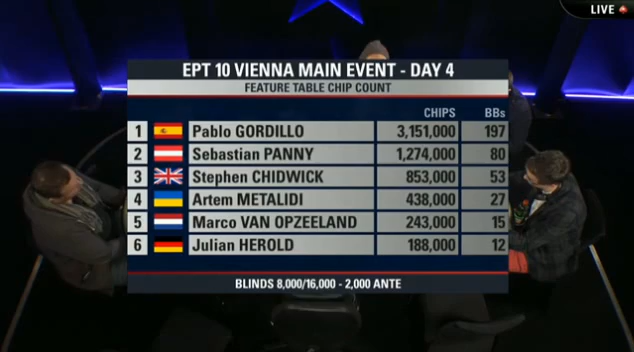 LIVE
EPT 10 VIENNA MAIN EVENT - DAY 4
FEATURE TABLE CHIP COUNT
CHIPS BBs
1 Pablo GORDILLO 3,151,000 197
2 Sebastian PANNY 1,274,000 80
3 Stephen CHIDWICK 853,000 53
4 Artem METALIDI 438,000 27
5 Marco VAN OPZEELAND 243,000 15
6 Julian HEROLD 188,000 12
BLINDS 8,000/16,000 - 2,000 ANTE